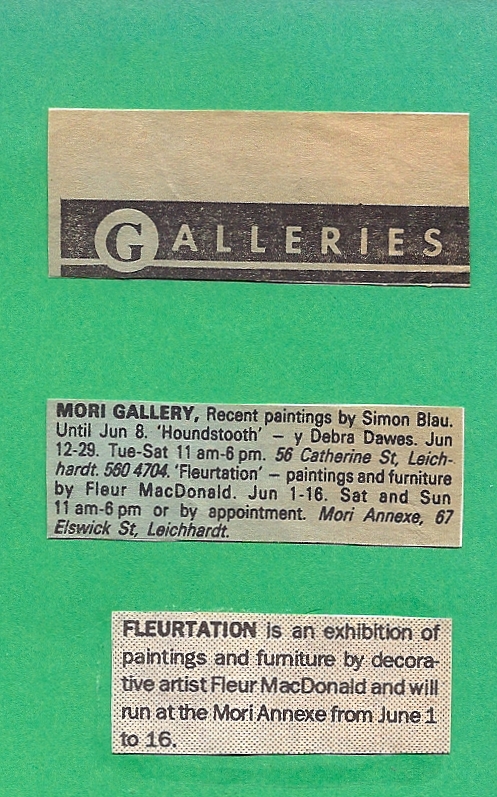 GALLERIES
MORI GALLERY, Recent paintings by Simon Blau.
Until Jun 8. 'Houndstooth' – y Debra Dawes. Jun
12-29. Tue-Sat 11 am-6 pm. 56 Catherine St, Leich-
hardt. 560 4704. 'Fleurtation' – paintings and furniture
by Fleur MacDonald. Jun 1-16. Sat and Sun
11 am-6 pm or by appointment. Mori Annexe, 67
Elswick St, Leichhardt.
FLEURTATION is an exhibition of
paintings and furniture by decora-
tive artist Fleur MacDonald and will
run at the Mori Annexe from June 1
to 16.